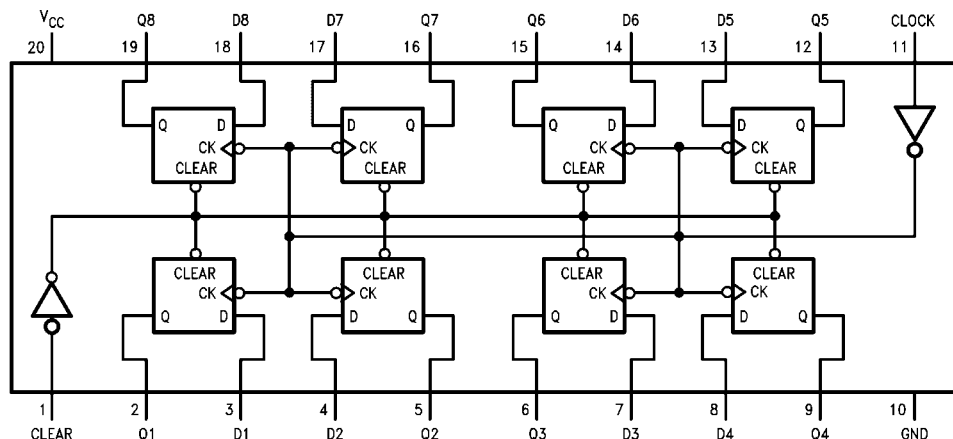 VCC Q8 D8 D7 Q7 Q6 D6 D5 Q5 CLOCK
20 19 18 17 16 15 14 13 12 11
Q D D Q Q D D Q
CK CK CK CK
CLEAR CLEAR CLEAR CLEAR
CLEAR CLEAR CLEAR CLEAR
CK CK CK CK
Q D D Q Q D D Q
1 2 3 4 5 6 7 8 9 10
CLEAR Q1 D1 D2 Q2 Q3 D3 D4 Q4 GND